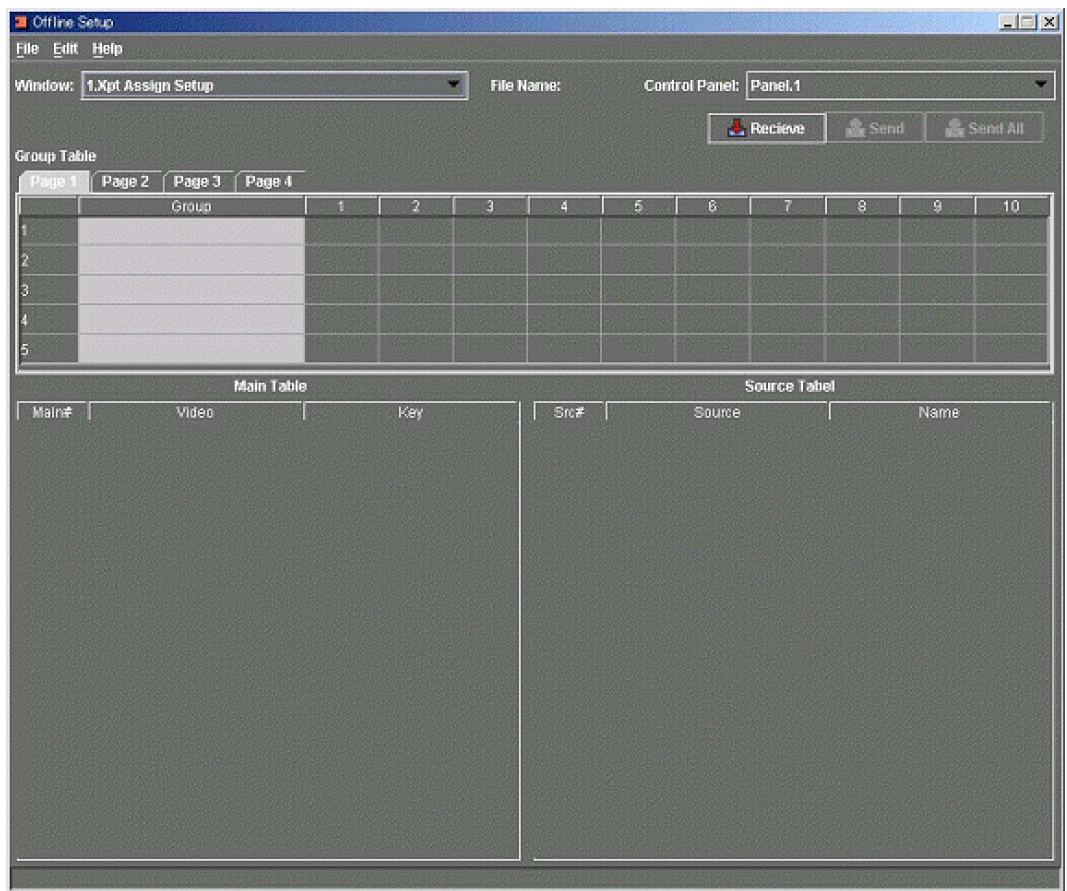 Offline Setup
File Edit Help
Window: 1.Xpt Assign Setup File Name: Control Panel: Panel.1
Recieve Send Send All
Group Table
Page 1 Page 2 Page 3 Page 4
Group 1 2 3 4 5 6 7 8 9 10
1
2
3
4
5
Main Table Source Tabel
Main# Video Key Src# Source Name